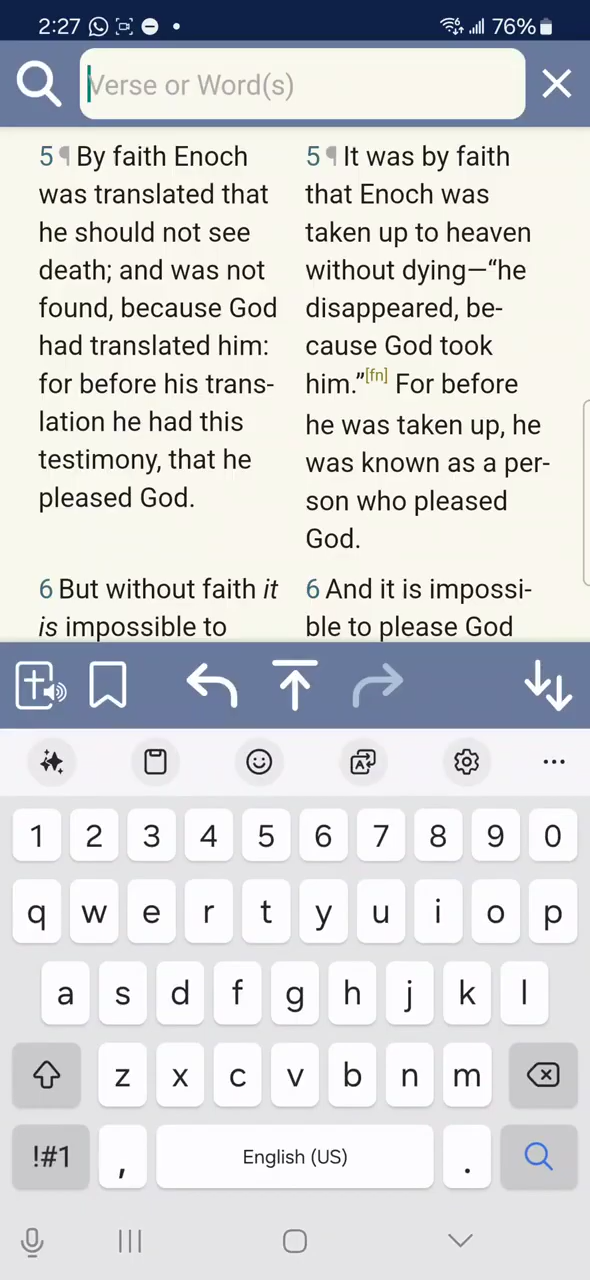 2:27 76%
Verse or Word(s)
5 ¶ By faith Enoch
was translated that
he should not see
death; and was not
found, because God
had translated him:
for before his trans-
lation he had this
testimony, that he
pleased God.
6 But without faith it
is impossible to
5 ¶ It was by faith
that Enoch was
taken up to heaven
without dying—“he
disappeared, be-
cause God took
him.”[fn] For before
he was taken up, he
was known as a per-
son who pleased
God.
6 And it is impossi-
ble to please God
1 2 3 4 5 6 7 8 9 0
q w e r t y u i o p
a s d f g h j k l
z x c v b n m
!#1 , English (US) .